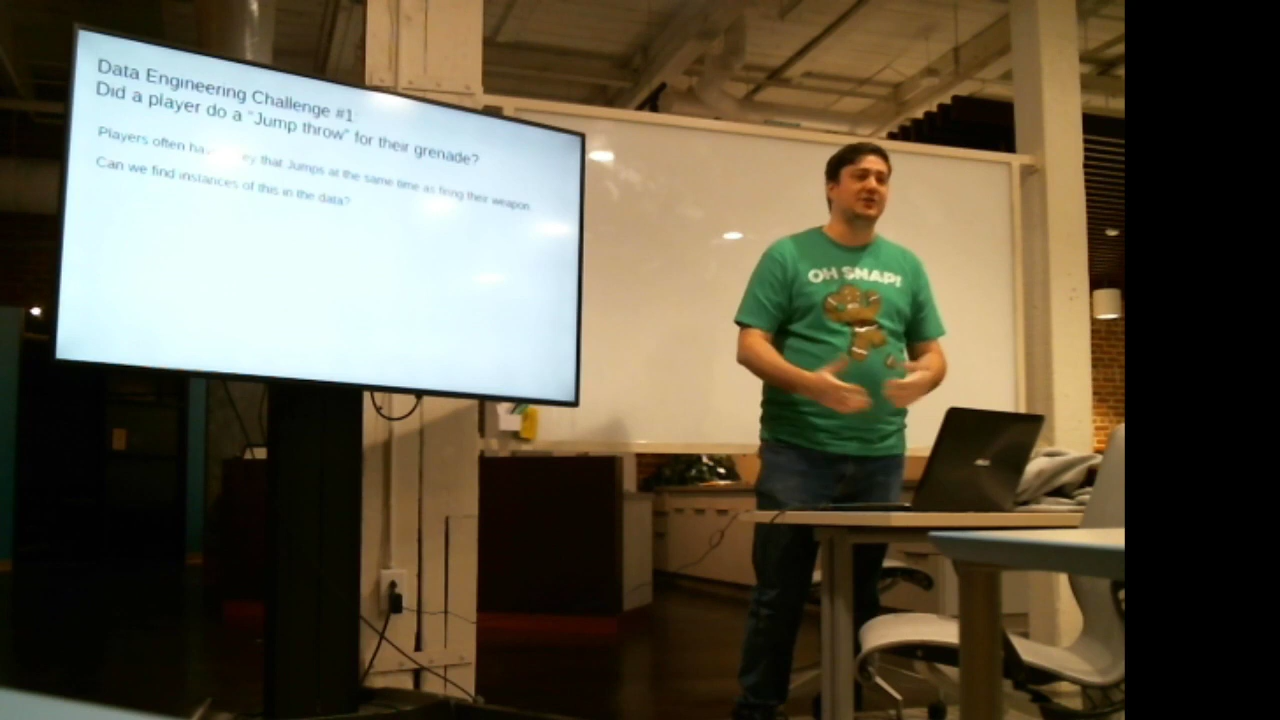 Data Engineering Challenge #1
Did a player do a "Jump throw" for their grenade?
Players often ha that Jumps at the same time as firing their weapon
Can we find instances of this in the data?
OH SNAP!